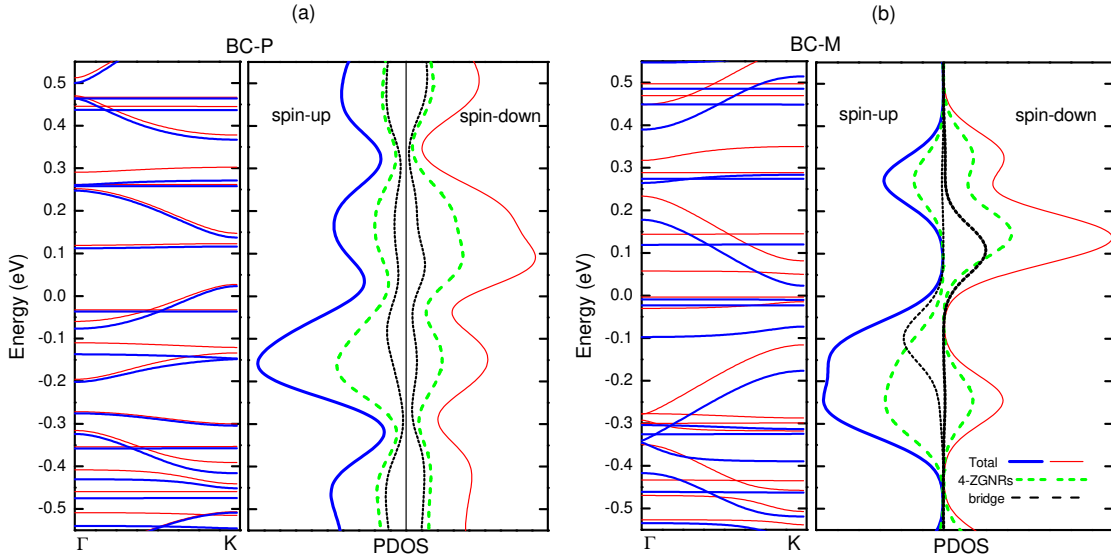 (a)
(b)
BC-P
BC-M
Energy (eV)
0.5
0.4
0.3
0.2
0.1
0.0
-0.1
-0.2
-0.3
-0.4
-0.5
spin-up
spin-down
Γ
K
PDOS
Energy (eV)
0.5
0.4
0.3
0.2
0.1
0.0
-0.1
-0.2
-0.3
-0.4
-0.5
spin-up
spin-down
Total
4-ZGNRs
bridge
Γ
K
PDOS